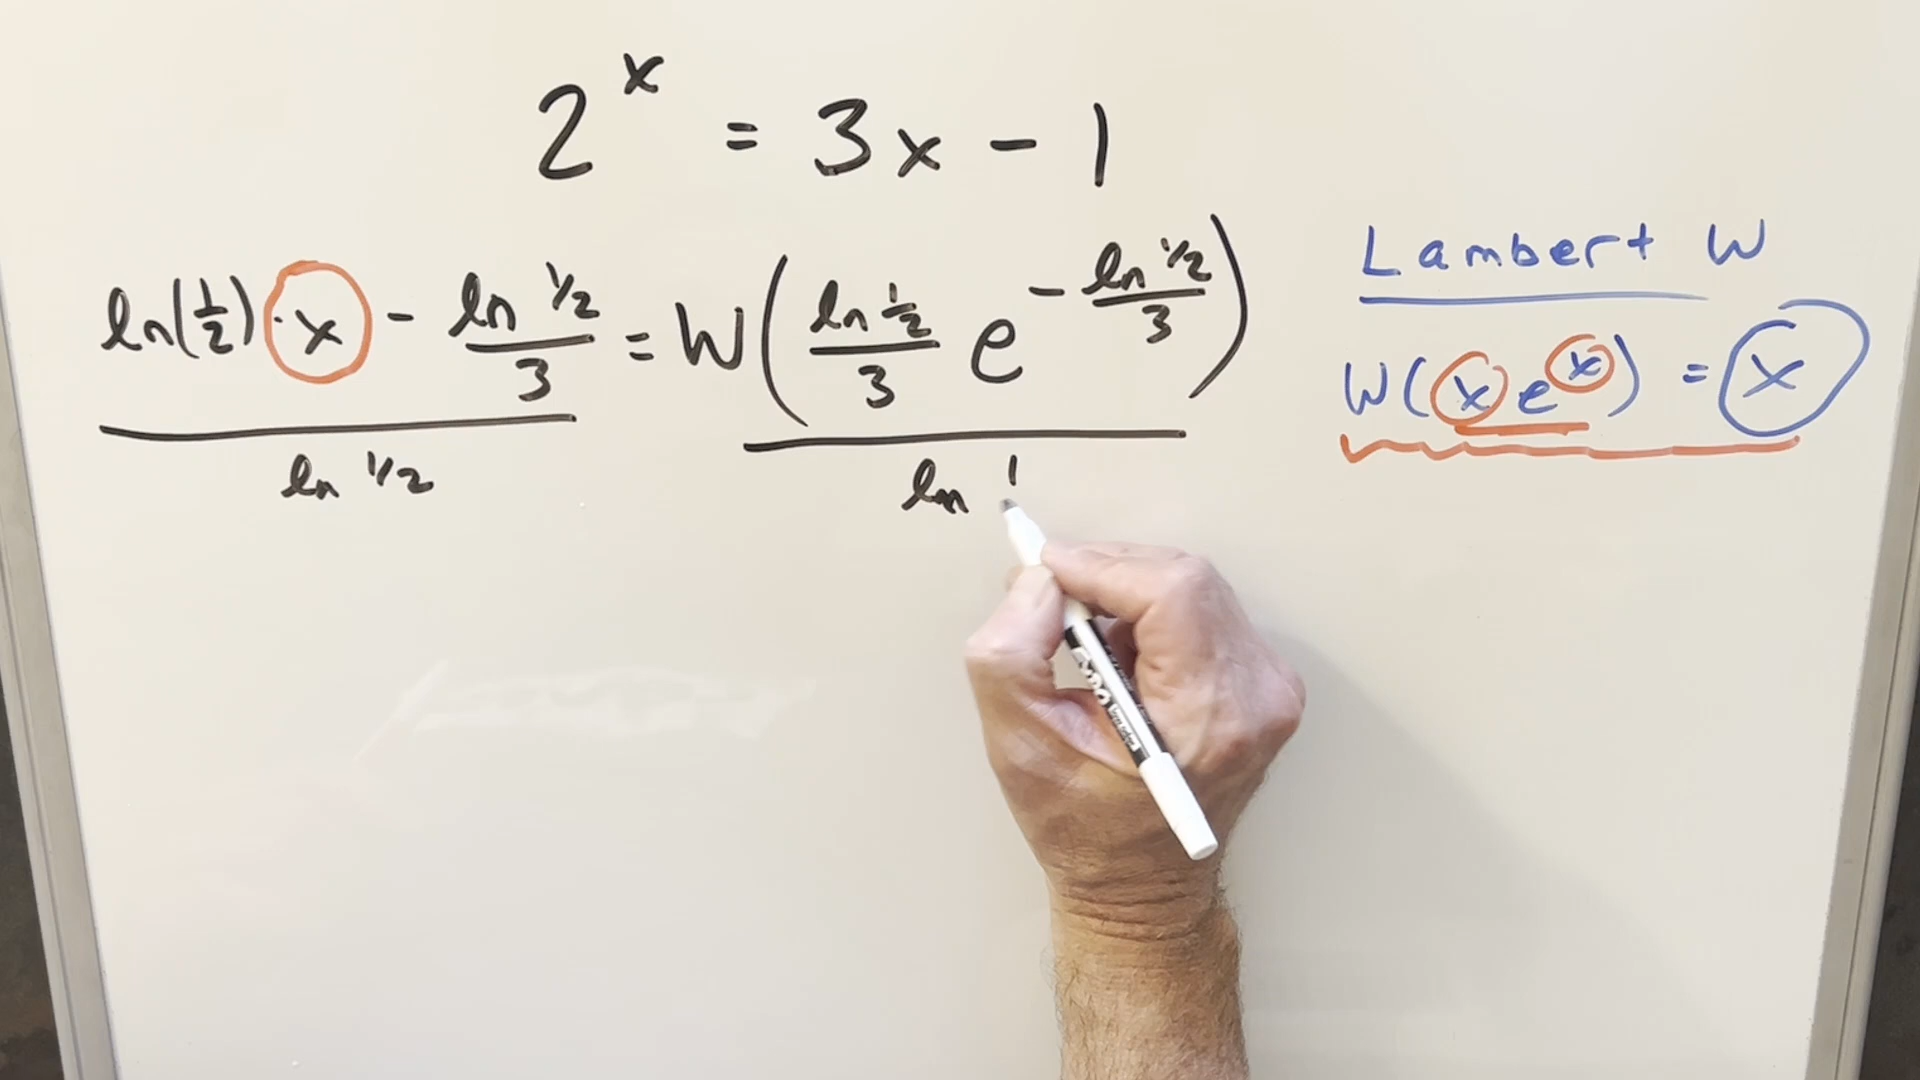 2^x = 3x - 1
Lambert W
ln(1/2)·x - ln 1/2 / 3 = W(ln 1/2 / 3 e^(- ln 1/2 / 3))
W(x e^x) = x
ln 1/2
ln 1
EXPO